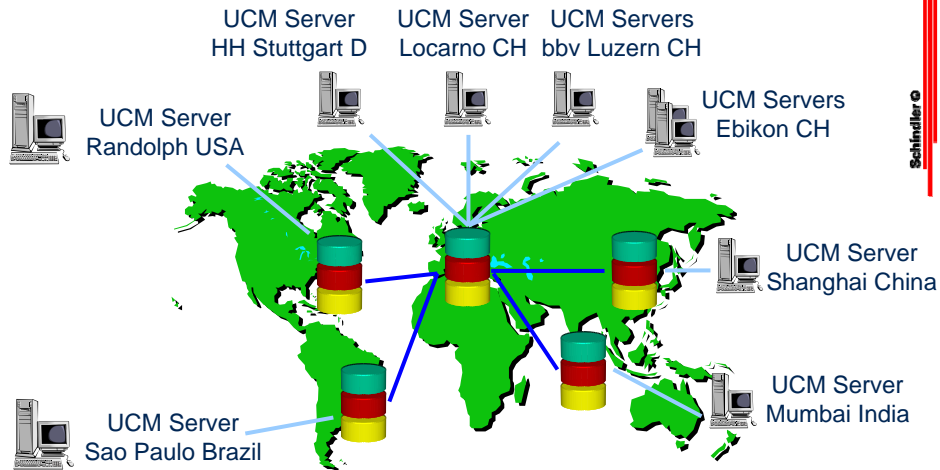 UCM Server
HH Stuttgart D
UCM Server
Locarno CH
UCM Servers
bbv Luzern CH
UCM Servers
Ebikon CH
UCM Server
Randolph USA
Schindler
UCM Server
Shanghai China
UCM Server
Mumbai India
UCM Server
Sao Paulo Brazil